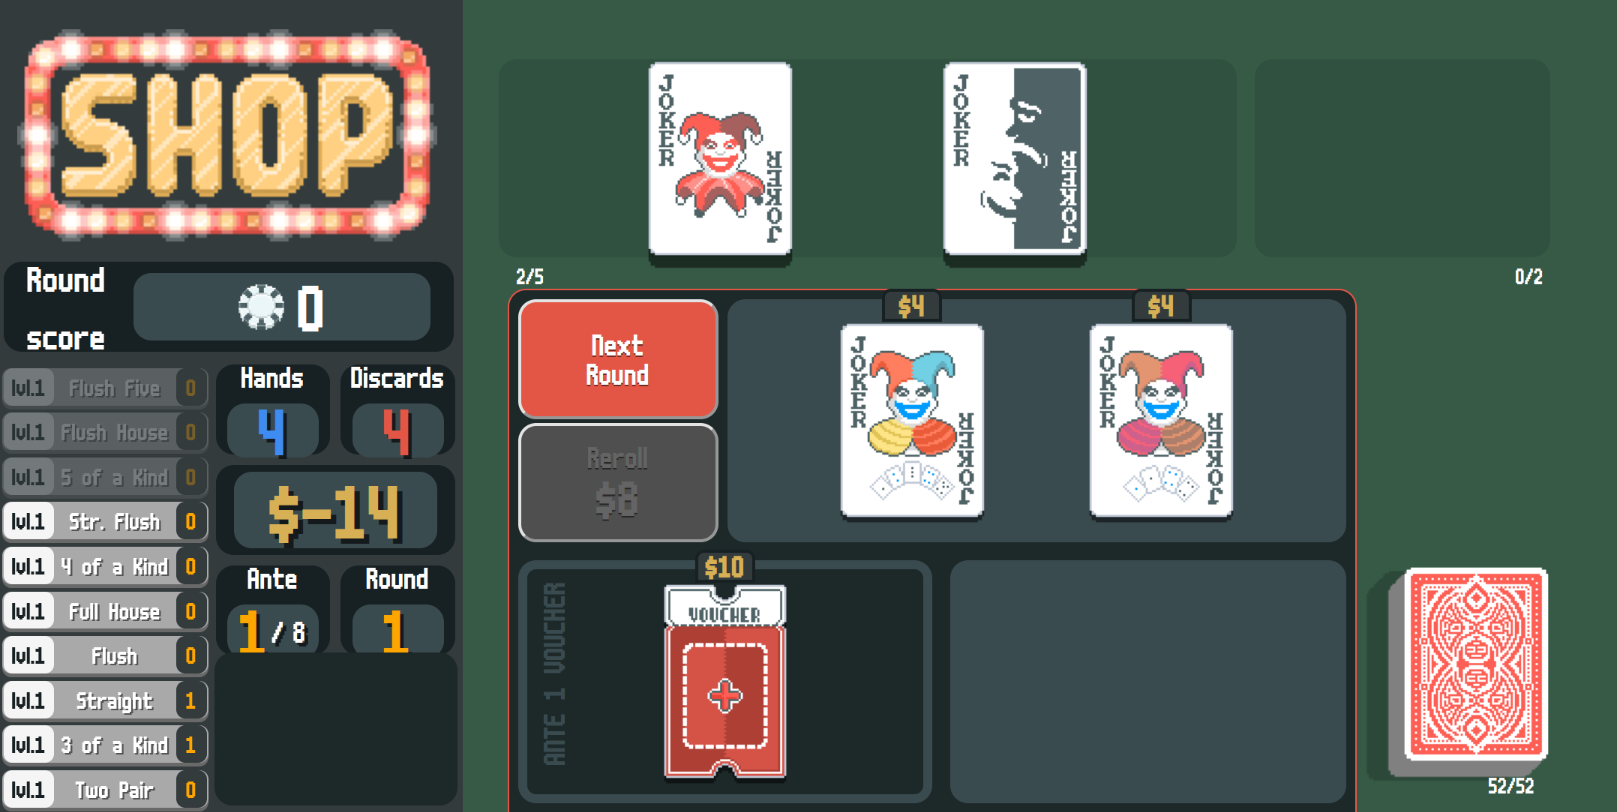 SHOP
Round
score
0
lvl.1 Flush Five 0
lvl.1 Flush House 0
lvl.1 5 of a Kind 0
lvl.1 Str. Flush 0
lvl.1 4 of a Kind 0
lvl.1 Full House 0
lvl.1 Flush 0
lvl.1 Straight 1
lvl.1 3 of a Kind 1
lvl.1 Two Pair 0
Hands
4
Discards
4
$-14
Ante
1 / 8
Round
1
JOKER
JOKER
JOKER
JOKER
2/5
0/2
Next
Round
Reroll
$8
$4
JOKER
JOKER
$4
JOKER
JOKER
ANTE 1 VOUCHER
$10
VOUCHER
52/52